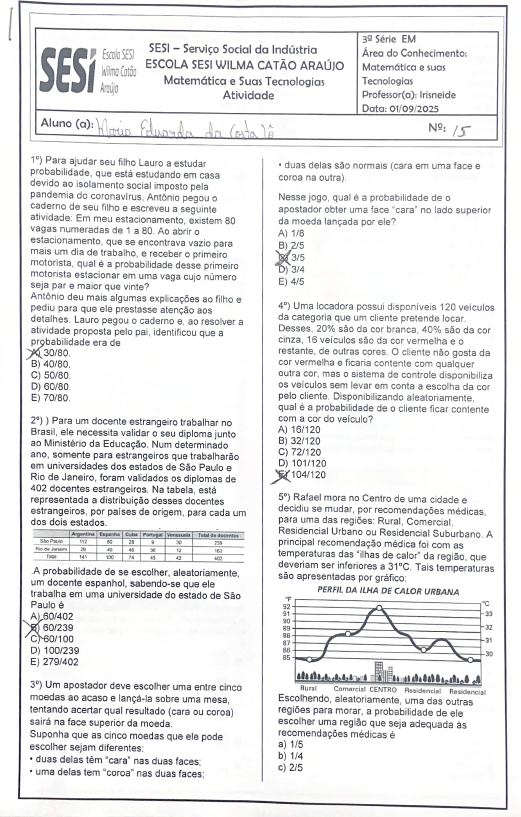 SESI
Escola SESI
Wilma Catão
Araújo
SESI – Serviço Social da Indústria
ESCOLA SESI WILMA CATÃO ARAÚJO
Matemática e Suas Tecnologias
Atividade
3ª Série EM
Área do Conhecimento:
Matemática e suas
Tecnologias
Professor(a): Irisneide
Data: 01/09/2025
Aluno (a): Maria Eduarda da Costa
Nº: 15
1º) Para ajudar seu filho Lauro a estudar
probabilidade, que está estudando em casa
devido ao isolamento social imposto pela
pandemia do coronavírus, Antônio pegou o
caderno de seu filho e escreveu a seguinte
atividade: Em meu estacionamento, existem 80
vagas numeradas de 1 a 80. Ao abrir o
estacionamento, que se encontrava vazio para
mais um dia de trabalho, e receber o primeiro
motorista, qual é a probabilidade desse primeiro
motorista estacionar em uma vaga cujo número
seja par e maior que vinte?
Antônio deu mais algumas explicações ao filho e
pediu para que ele prestasse atenção aos
detalhes. Lauro pegou o caderno e, ao resolver a
atividade proposta pelo pai, identificou que a
probabilidade era de
A) 30/80.
B) 40/80.
C) 50/80.
D) 60/80.
E) 70/80.
2º) ) Para um docente estrangeiro trabalhar no
Brasil, ele necessita validar o seu diploma junto
ao Ministério da Educação. Num determinado
ano, somente para estrangeiros que trabalharão
em universidades dos estados de São Paulo e
Rio de Janeiro, foram validados os diplomas de
402 docentes estrangeiros. Na tabela, está
representada a distribuição desses docentes
estrangeiros, por países de origem, para cada um
dos dois estados.
Argentina Espanha Cuba Portugal Venezuela Total de docentes
São Paulo 112 60 28 9 30 239
Rio de Janeiro 29 40 46 36 12 163
Total 141 100 74 45 42 402
.A probabilidade de se escolher, aleatoriamente,
um docente espanhol, sabendo-se que ele
trabalha em uma universidade do estado de São
Paulo é
A) 60/402
B) 60/239
C) 60/100
D) 100/239
E) 279/402
3º) Um apostador deve escolher uma entre cinco
moedas ao acaso e lançá-la sobre uma mesa,
tentando acertar qual resultado (cara ou coroa)
sairá na face superior da moeda.
Suponha que as cinco moedas que ele pode
escolher sejam diferentes:
• duas delas têm "cara" nas duas faces;
• uma delas tem "coroa" nas duas faces;
• duas delas são normais (cara em uma face e
coroa na outra).
Nesse jogo, qual é a probabilidade de o
apostador obter uma face "cara" no lado superior
da moeda lançada por ele?
A) 1/8
B) 2/5
C) 3/5
D) 3/4
E) 4/5
4º) Uma locadora possui disponíveis 120 veículos
da categoria que um cliente pretende locar.
Desses, 20% são da cor branca, 40% são da cor
cinza, 16 veículos são da cor vermelha e o
restante, de outras cores. O cliente não gosta da
cor vermelha e ficaria contente com qualquer
outra cor, mas o sistema de controle disponibiliza
os veículos sem levar em conta a escolha da cor
pelo cliente. Disponibilizando aleatoriamente,
qual é a probabilidade de o cliente ficar contente
com a cor do veículo?
A) 16/120
B) 32/120
C) 72/120
D) 101/120
E) 104/120
5º) Rafael mora no Centro de uma cidade e
decidiu se mudar, por recomendações médicas,
para uma das regiões: Rural, Comercial,
Residencial Urbano ou Residencial Suburbano. A
principal recomendação médica foi com as
temperaturas das "ilhas de calor" da região, que
deveriam ser inferiores a 31ºC. Tais temperaturas
são apresentadas por gráfico:
PERFIL DA ILHA DE CALOR URBANA
ºF
92
91
90
89
88
87
86
85
ºC
33
32
31
30
Rural Comercial CENTRO Residencial Residencial
Escolhendo, aleatoriamente, uma das outras
regiões para morar, a probabilidade de ele
escolher uma região que seja adequada às
recomendações médicas é
a) 1/5
b) 1/4
c) 2/5